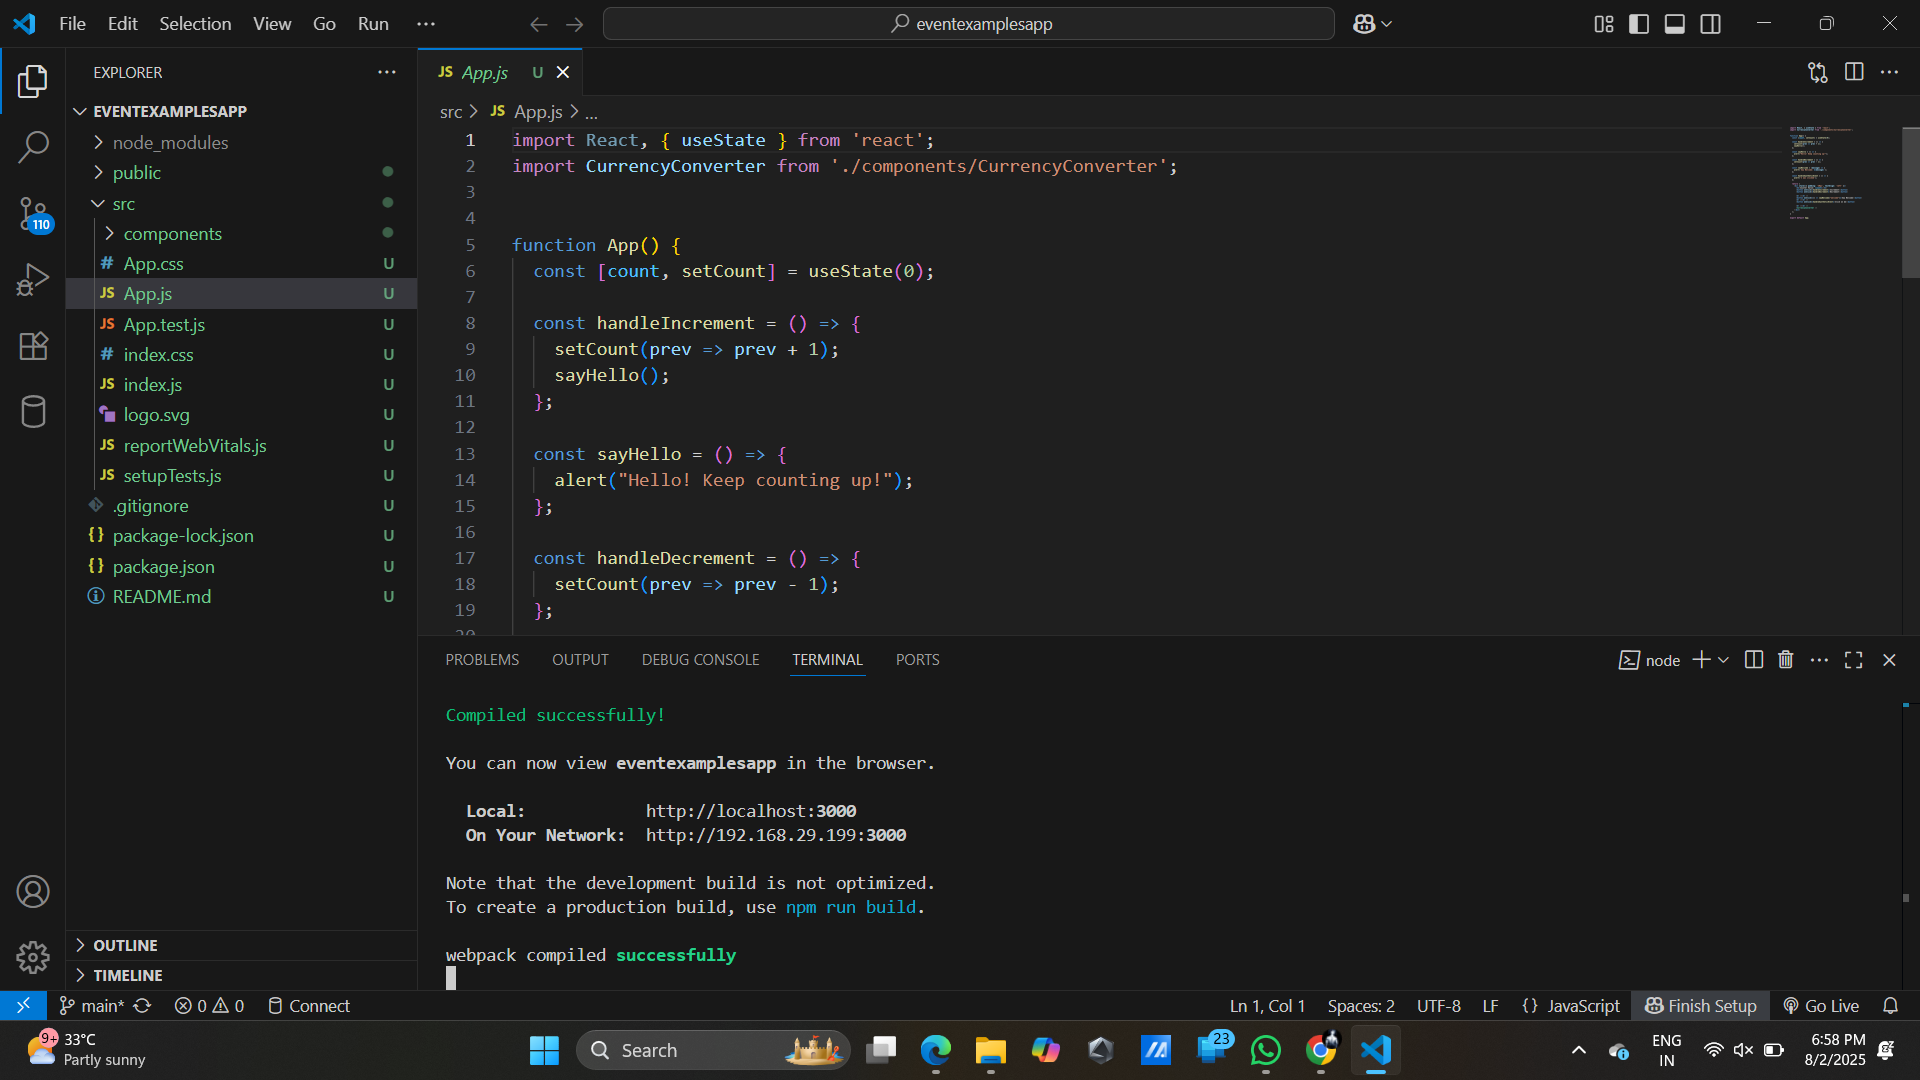 File Edit Selection View Go Run ...
eventexamplesapp
EXPLORER
EVENTEXAMPLESAPP
node_modules
public
src
components
# App.css U
JS App.js U
JS App.test.js U
# index.css U
JS index.js U
logo.svg U
JS reportWebVitals.js U
JS setupTests.js U
.gitignore U
{} package-lock.json U
{} package.json U
README.md U
OUTLINE
TIMELINE
110
JS App.js U
src > JS App.js > ...
1 import React, { useState } from 'react';
2 import CurrencyConverter from './components/CurrencyConverter';
3
4
5 function App() {
6 const [count, setCount] = useState(0);
7
8 const handleIncrement = () => {
9 setCount(prev => prev + 1);
10 sayHello();
11 };
12
13 const sayHello = () => {
14 alert("Hello! Keep counting up!");
15 };
16
17 const handleDecrement = () => {
18 setCount(prev => prev - 1);
19 };
20
PROBLEMS OUTPUT DEBUG CONSOLE TERMINAL PORTS
node
Compiled successfully!
You can now view eventexamplesapp in the browser.
Local: http://localhost:3000
On Your Network: http://192.168.29.199:3000
Note that the development build is not optimized.
To create a production build, use npm run build.
webpack compiled successfully
main* 0 0 Connect
Ln 1, Col 1 Spaces: 2 UTF-8 LF {} JavaScript Finish Setup Go Live
9+
33°C
Partly sunny
Search
23
ENG
IN
6:58 PM
8/2/2025